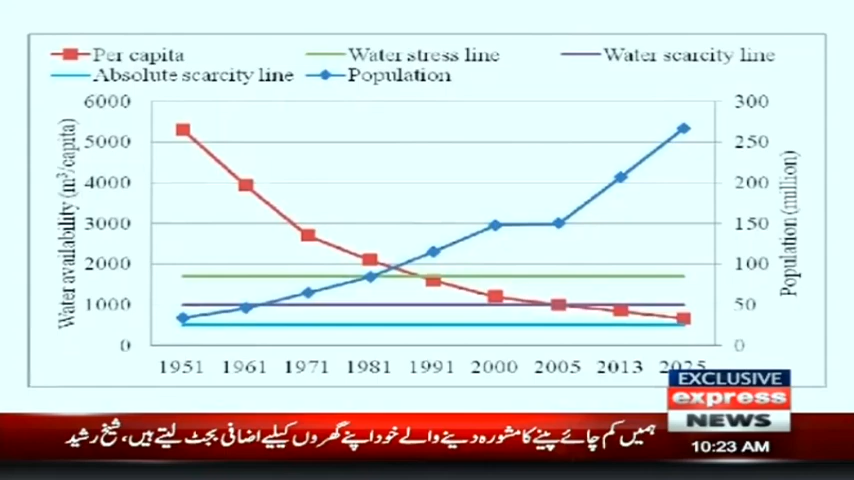 Per capita Water stress line Water scarcity line
Absolute scarcity line Population
6000 300
5000 250
4000 200
3000 150
2000 100
1000 50
0 0
Water availability (m³/capita)
Population (million)
1951 1961 1971 1981 1991 2000 2005 2013 2025
EXCLUSIVE
express
NEWS
10:23 AM
ہمیں کم چائے پینے کا مشورہ دینے والے خود اپنے گھروں کیلیے اضافی بجٹ لیتے ہیں، شیخ رشید